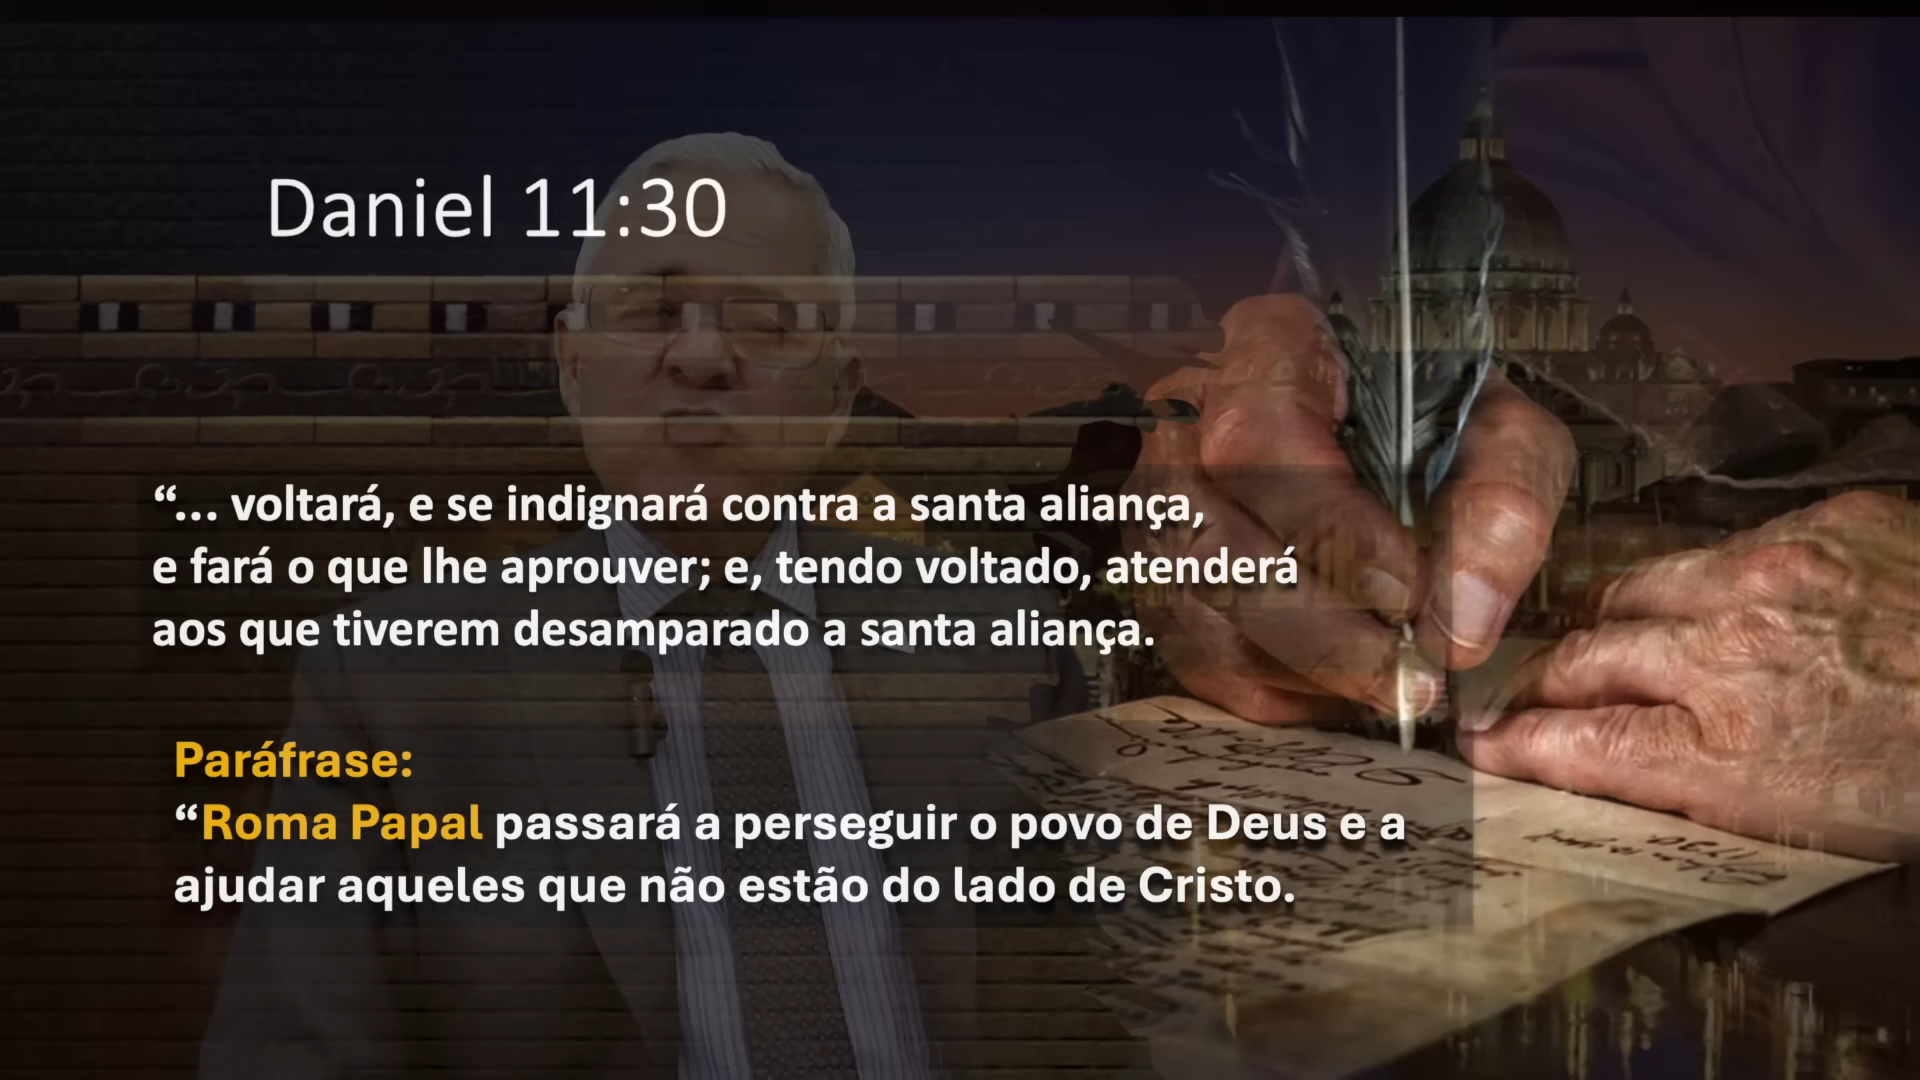 Daniel 11:30
“... voltará, e se indignará contra a santa aliança,
e fará o que lhe aprouver; e, tendo voltado, atenderá
aos que tiverem desamparado a santa aliança.
Paráfrase:
“Roma Papal passará a perseguir o povo de Deus e a
ajudar aqueles que não estão do lado de Cristo.